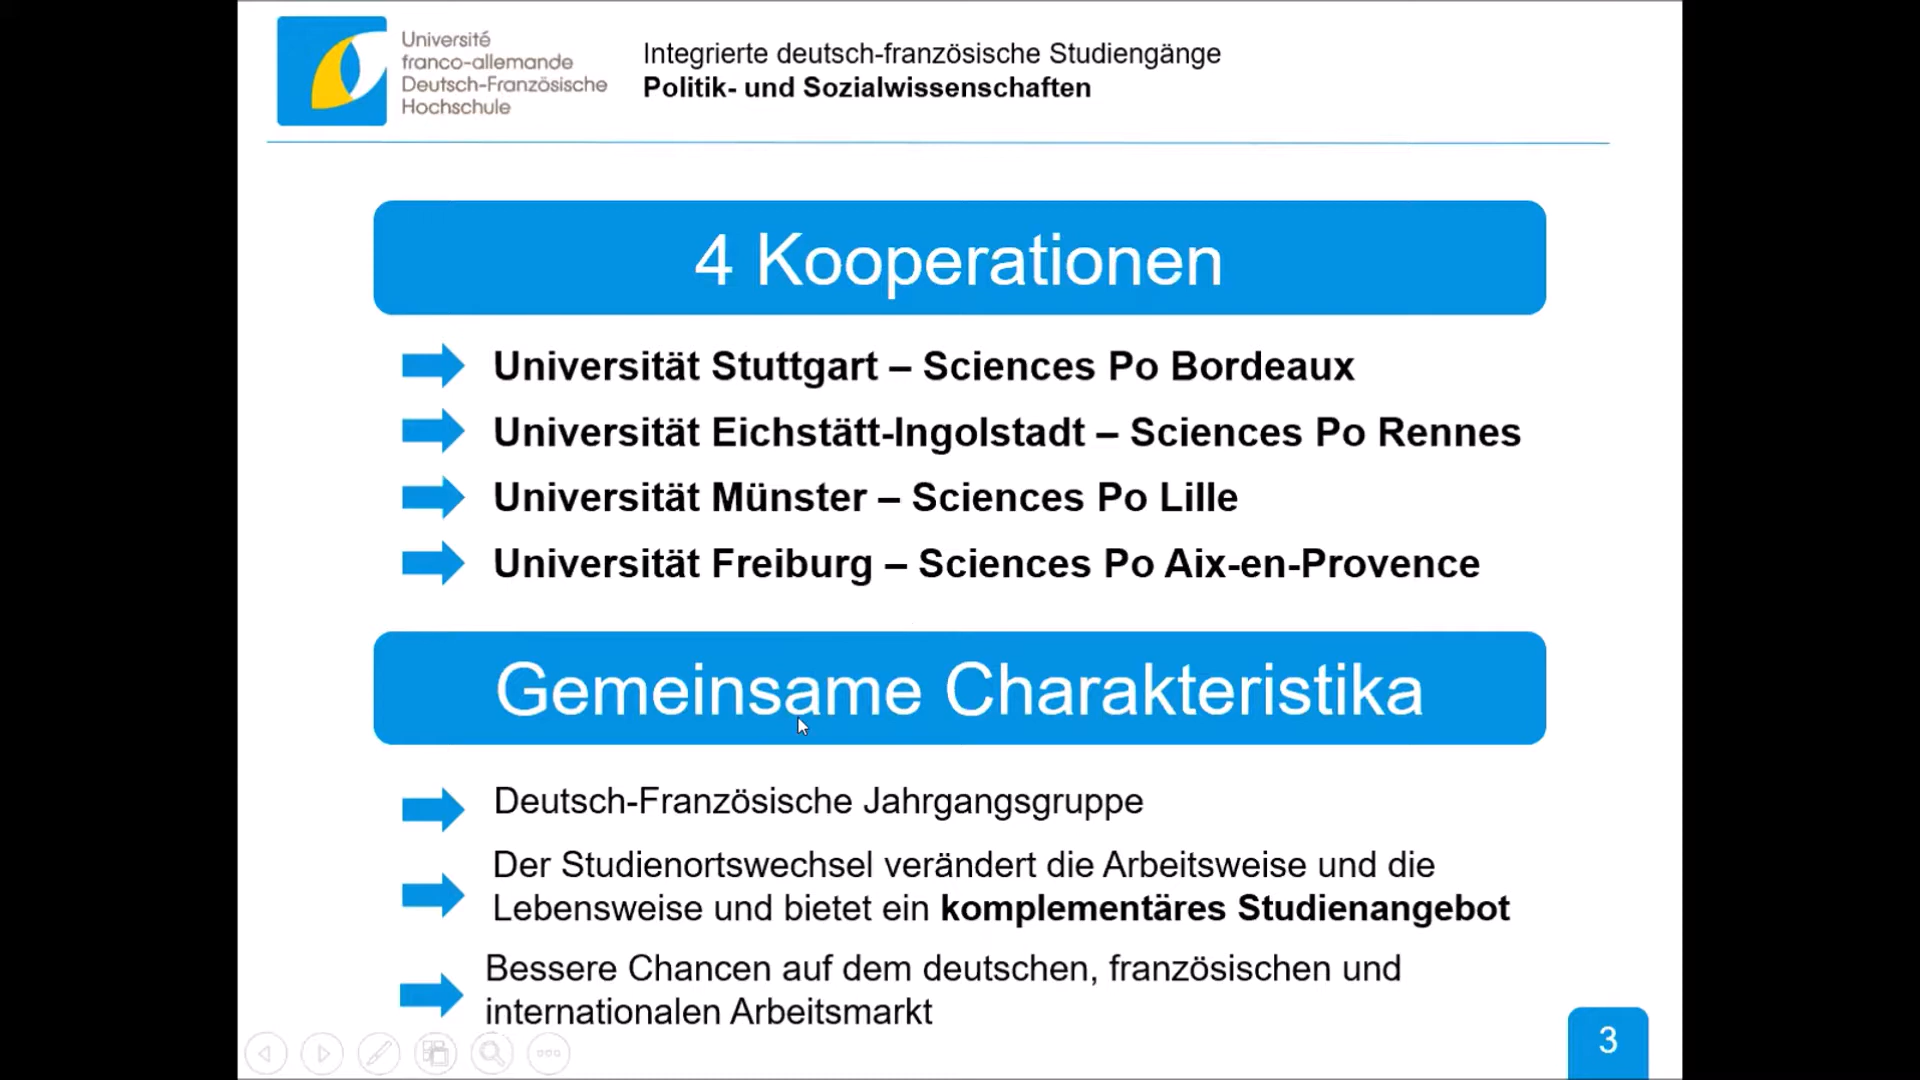 Université
franco-allemande
Deutsch-Französische
Hochschule
Integrierte deutsch-französische Studiengänge
Politik- und Sozialwissenschaften
4 Kooperationen
Universität Stuttgart – Sciences Po Bordeaux
Universität Eichstätt-Ingolstadt – Sciences Po Rennes
Universität Münster – Sciences Po Lille
Universität Freiburg – Sciences Po Aix-en-Provence
Gemeinsame Charakteristika
Deutsch-Französische Jahrgangsgruppe
Der Studienortswechsel verändert die Arbeitsweise und die
Lebensweise und bietet ein komplementäres Studienangebot
Bessere Chancen auf dem deutschen, französischen und
internationalen Arbeitsmarkt
3